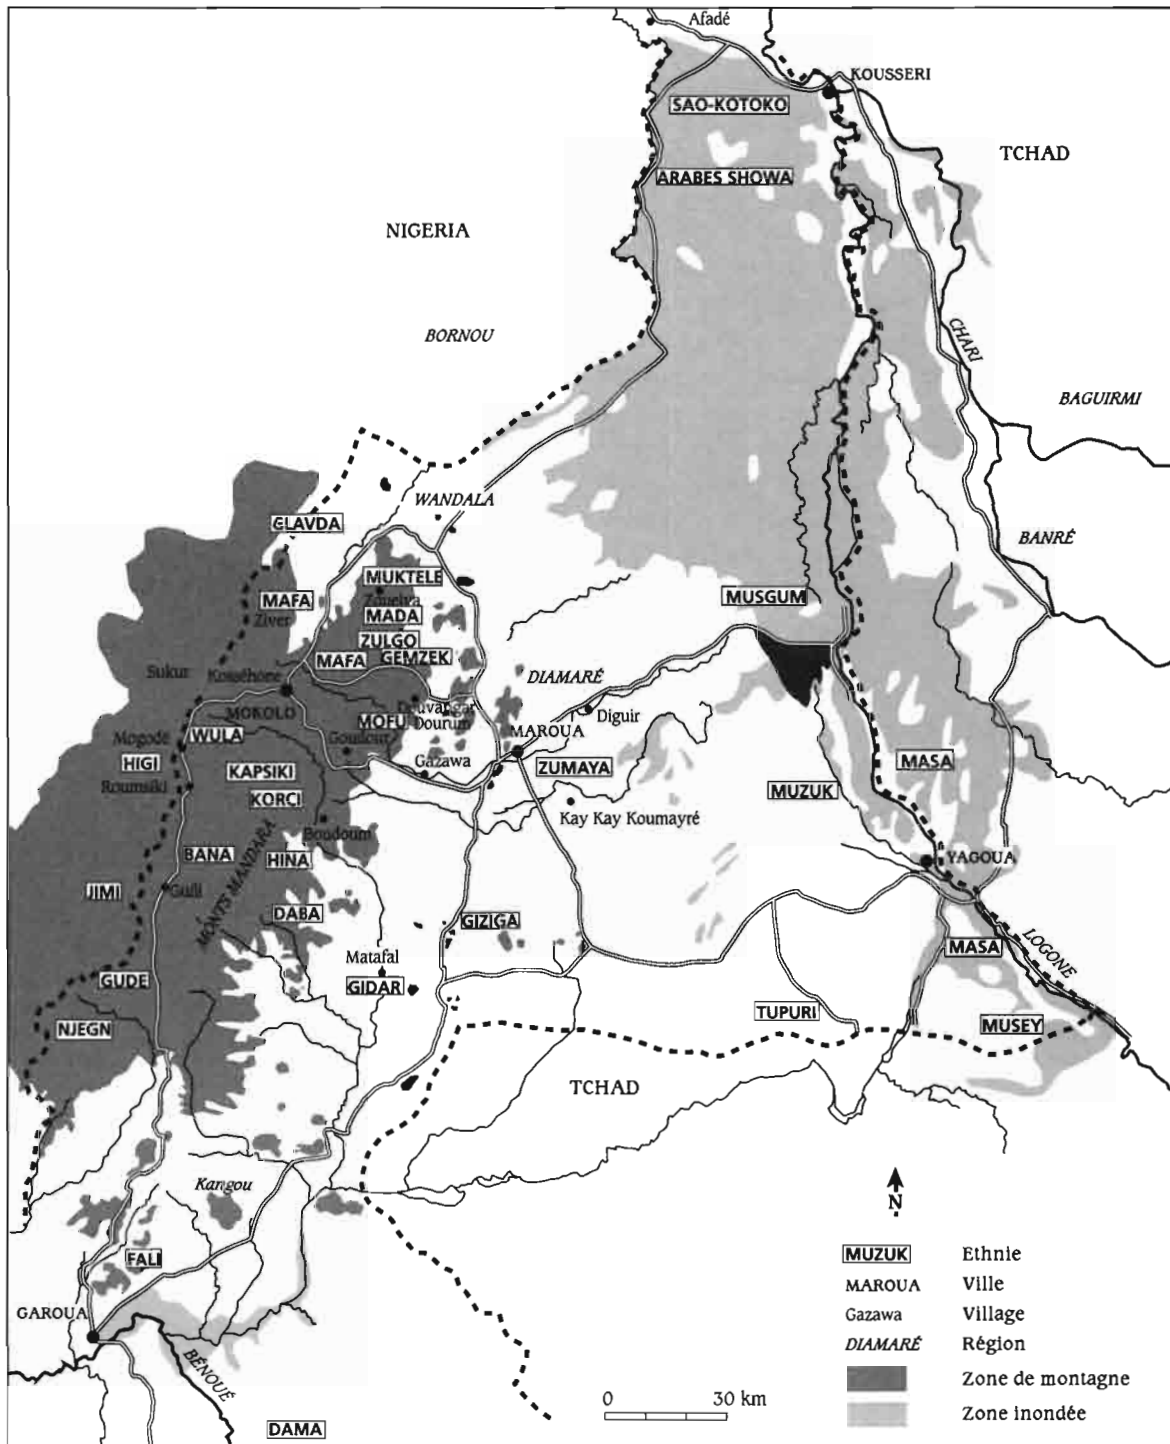 Afadé
KOUSSERI
SAO-KOTOKO
TCHAD
ARABES SHOWA
NIGERIA
BORNOU
CHARI
BAGUIRMI
WANDALA
GLAVDA
BANRÉ
MUKTELE
MAFA
MUSGUM
MADA
Ziver
ZULGO
MAFA
GEMZEK
Sukur
DIAMARÉ
MOKOLO
Douvangar
MOFU
Dourum
Diguir
WULA
Mogodé
Goudour
MAROUA
HIGI
KAPSIKI
Gazawa
ZUMAYA
MASA
Roumsiki
KORCI
MUZUK
Kay Kay Koumayré
Boudoum
BANA
HINA
YAGOUA
JIMI
Guili
MONTS MANDARA
DABA
GIZIGA
MASA
LOGONE
Matafal
GUDE
GIDAR
TUPURI
MUSEY
NJEGN
TCHAD
Kangou
N
FALI
MUZUK Ethnie
MAROUA Ville
GAROUA
Gazawa Village
DIAMARÉ Région
BÉNOUÉ
Zone de montagne
0 30 km
Zone inondée
DAMA